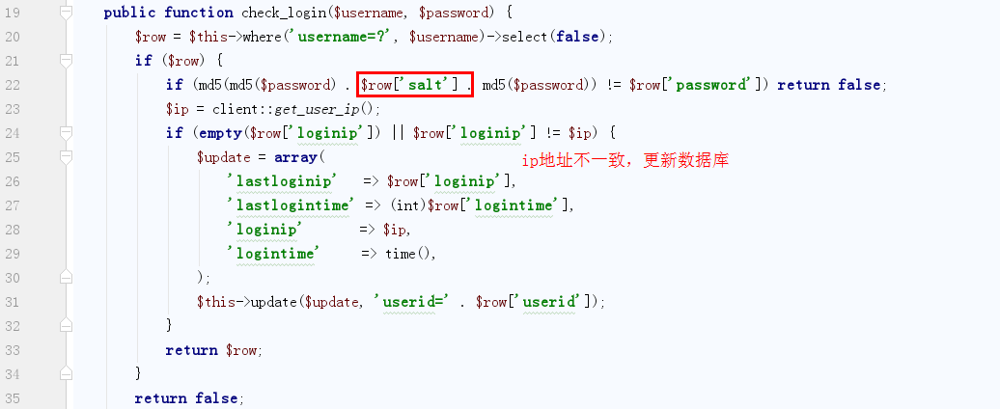 19 public function check_login($username, $password) {
20 $row = $this->where('username=?', $username)->select(false);
21 if ($row) {
22 if (md5(md5($password) . $row['salt'] . md5($password)) != $row['password']) return false;
23 $ip = client::get_user_ip();
24 if (empty($row['loginip']) || $row['loginip'] != $ip) {
25 $update = array( ip地址不一致，更新数据库
26 'lastloginip' => $row['loginip'],
27 'lastlogintime' => (int)$row['logintime'],
28 'loginip' => $ip,
29 'logintime' => time(),
30 );
31 $this->update($update, 'userid=' . $row['userid']);
32 }
33 return $row;
34 }
35 return false;